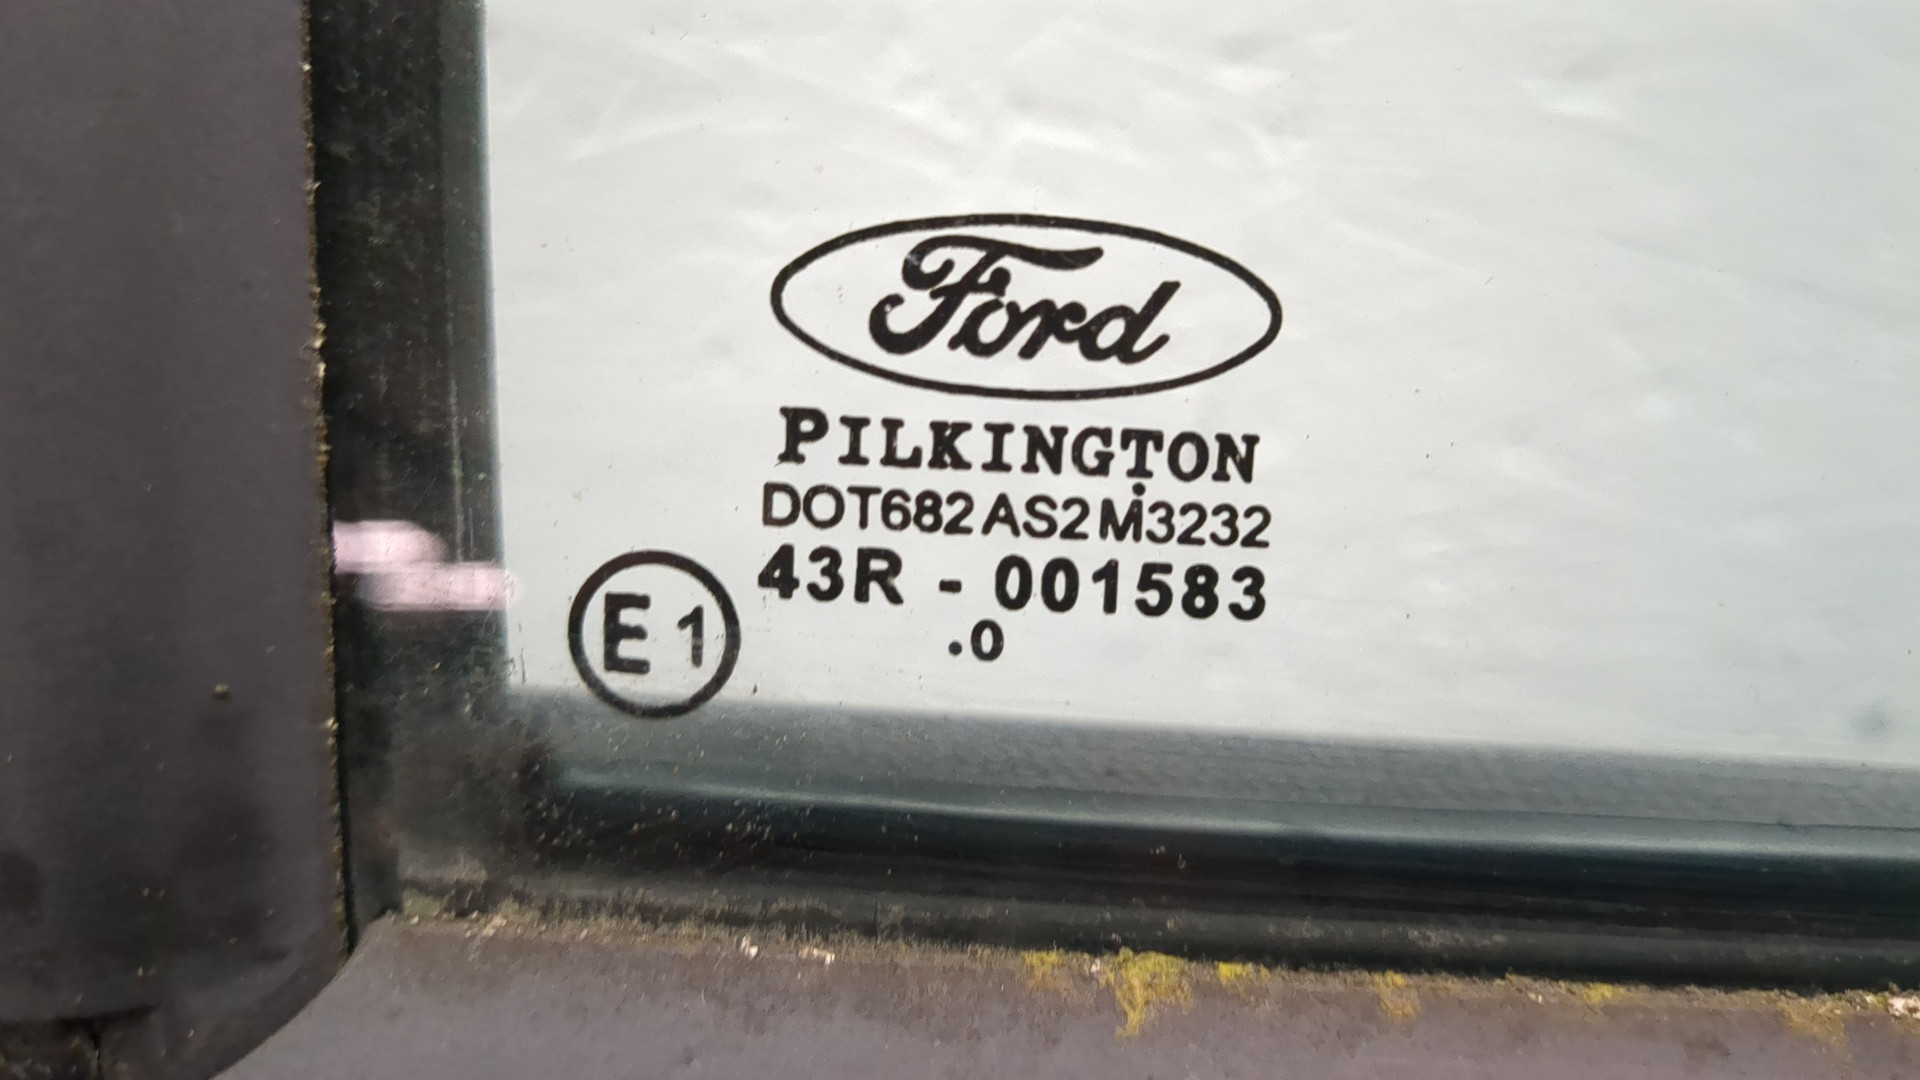 Ford
PILKINGTON
DOT682 AS2 M3232
43R - 001583
E 1
.0